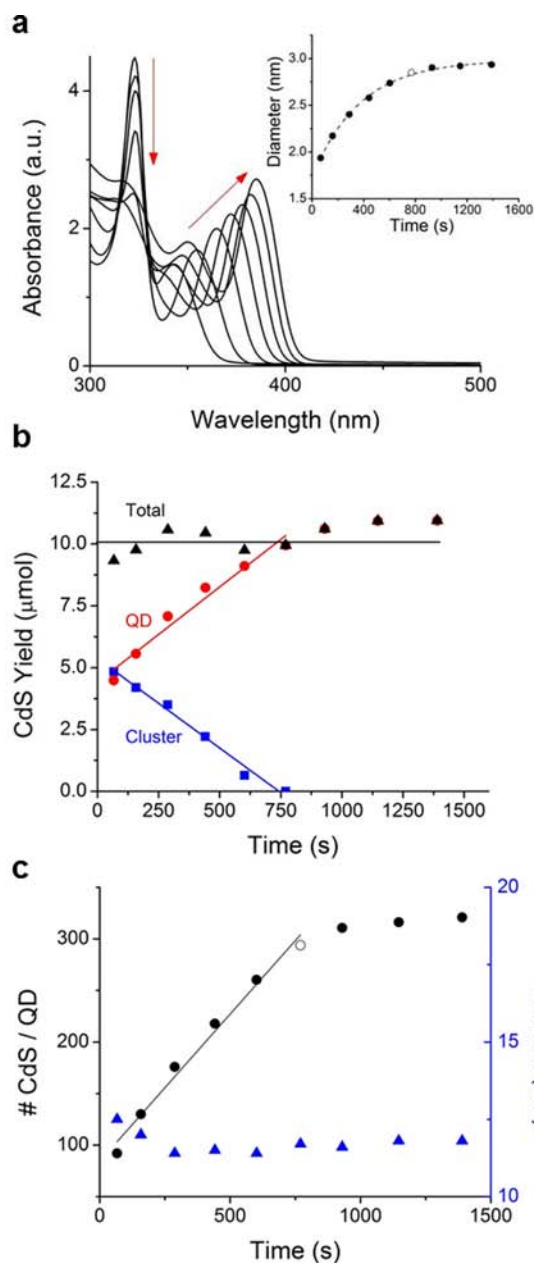 a
4
2
0
Absorbance (a.u.)
300
400
500
Wavelength (nm)
3.0
2.5
2.0
1.5
Diameter (nm)
0
400
800
1200
1600
Time (s)
b
12.5
10.0
7.5
5.0
2.5
0.0
CdS Yield (μmol)
Total
QD
Cluster
0
250
500
750
1000
1250
1500
Time (s)
c
300
200
100
# CdS / QD
20
15
10
0
500
1000
1500
Time (s)